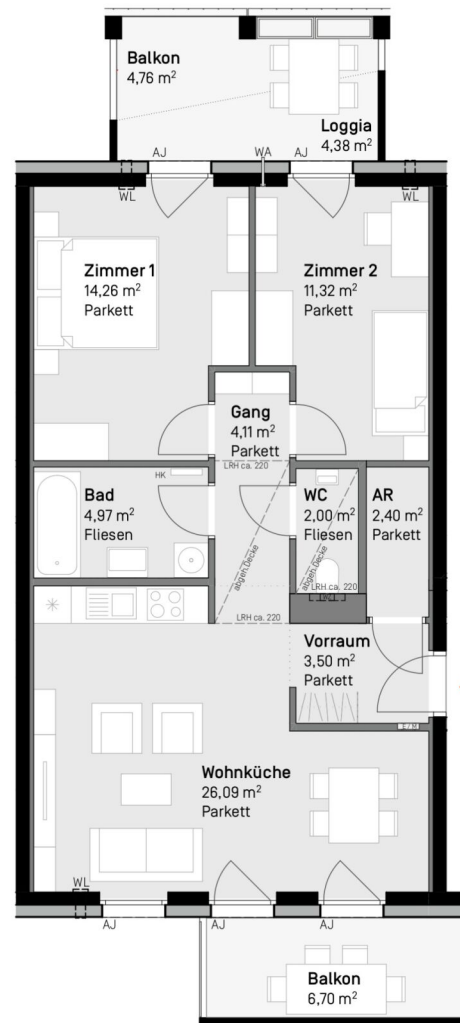 Balkon
4,76 m²
Loggia
4,38 m²
AJ
WA
AJ
WL
WL
Zimmer 1
14,26 m²
Parkett
Zimmer 2
11,32 m²
Parkett
Gang
4,11 m²
Parkett
LRH ca. 220
HK
Bad
4,97 m²
Fliesen
WC
2,00 m²
Fliesen
AR
2,40 m²
Parkett
abgeh.Decke
abgeh.Decke
LRH ca. 220
LRH ca. 220
Vorraum
3,50 m²
Parkett
Wohnküche
26,09 m²
Parkett
WL
AJ
AJ
AJ
Balkon
6,70 m²